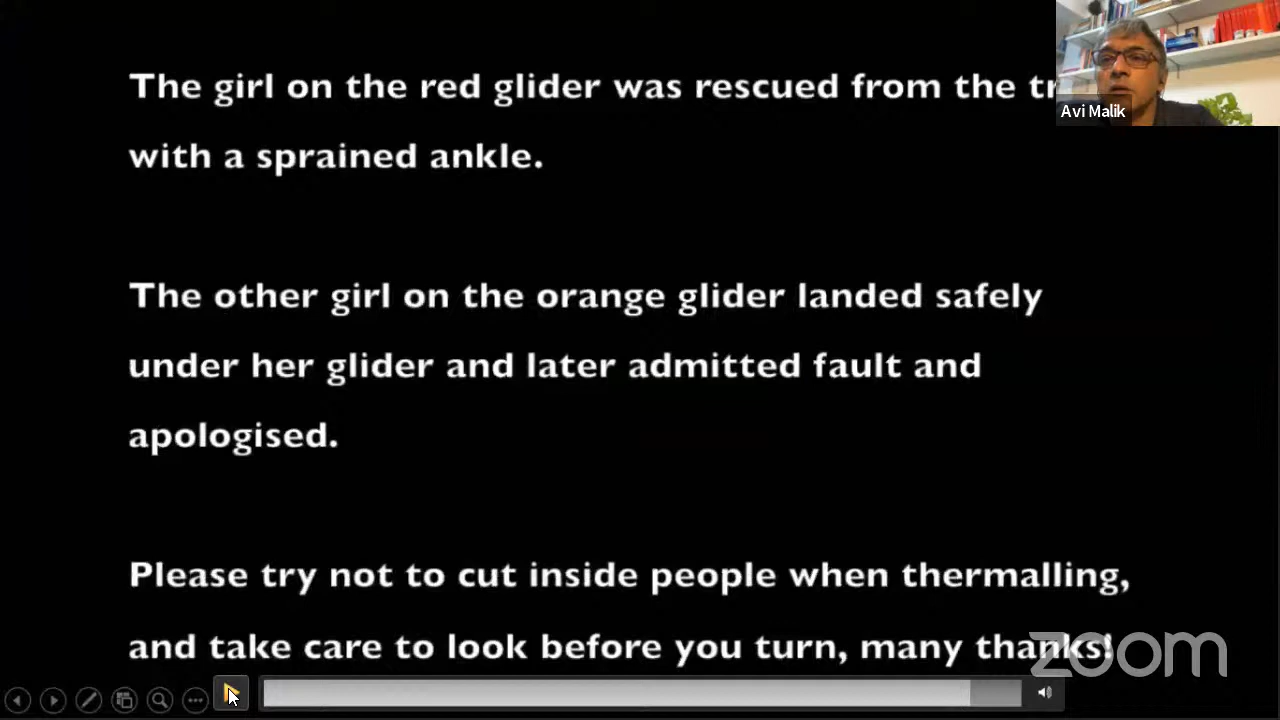 The girl on the red glider was rescued from the
with a sprained ankle.
The other girl on the orange glider landed safely
under her glider and later admitted fault and
apologised.
Please try not to cut inside people when thermalling,
and take care to look before you turn, many thanks!
Avi Malik
zoom